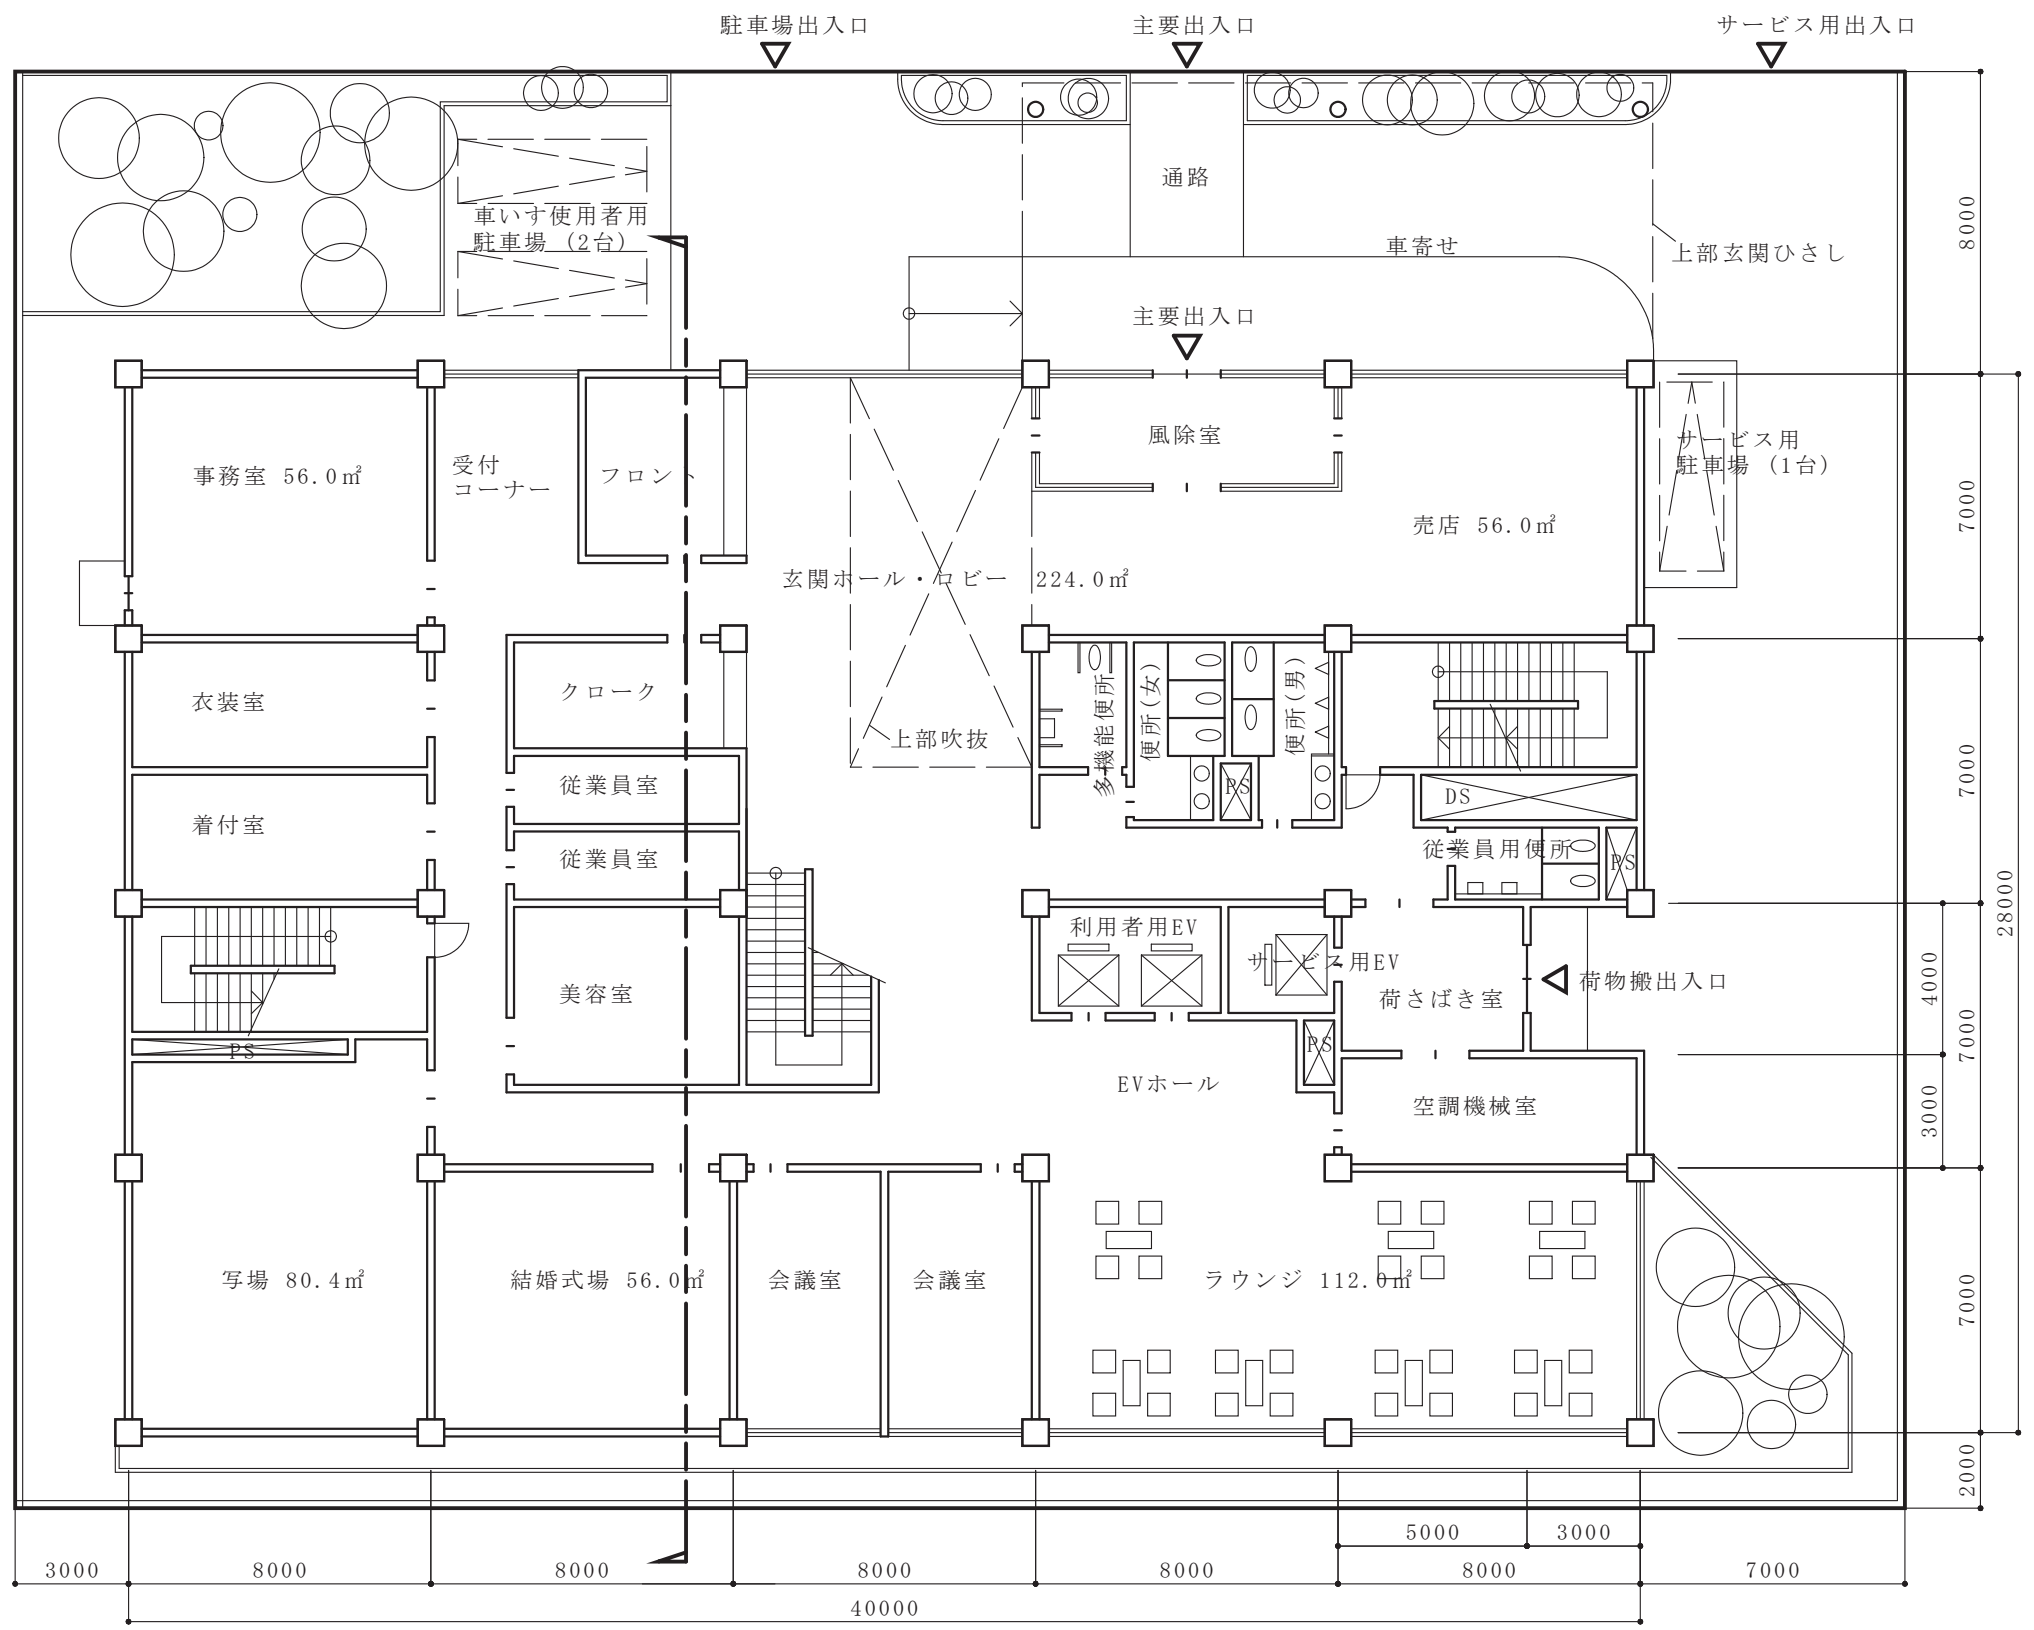 駐車場出入口
主要出入口
サービス用出入口
通路
車いす使用者用
駐車場 (2台)
車寄せ
上部玄関ひさし
主要出入口
風除室
サービス用
駐車場 (1台)
事務室 56.0㎡
受付
コーナー
フロント
売店 56.0㎡
玄関ホール・ロビー 224.0㎡
衣装室
クローク
上部吹抜
多機能便所
便所(女)
便所(男)
PS
DS
従業員室
着付室
従業員室
従業員用便所
PS
利用者用EV
サービス用EV
美容室
荷さばき室
荷物搬出入口
PS
PS
EVホール
空調機械室
写場 80.4㎡
結婚式場 56.0㎡
会議室
会議室
ラウンジ 112.0㎡
8000
7000
7000
28000
4000
7000
3000
7000
2000
5000
3000
3000
8000
8000
8000
8000
8000
7000
40000